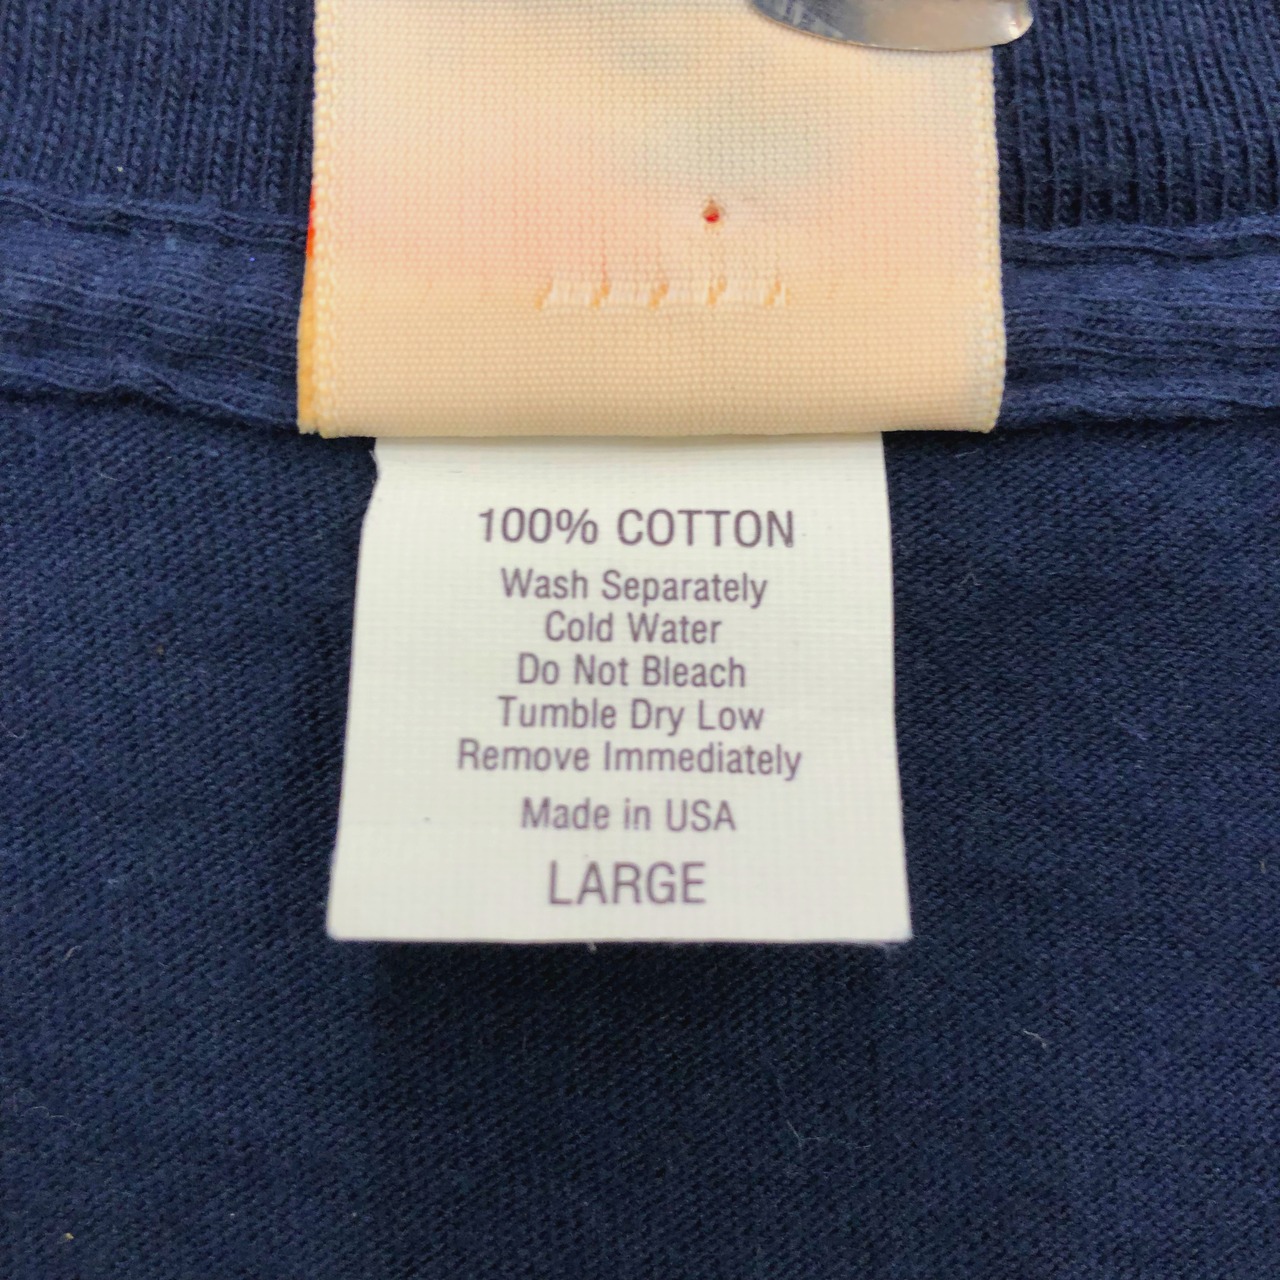 100% COTTON
Wash Separately
Cold Water
Do Not Bleach
Tumble Dry Low
Remove Immediately
Made in USA
LARGE